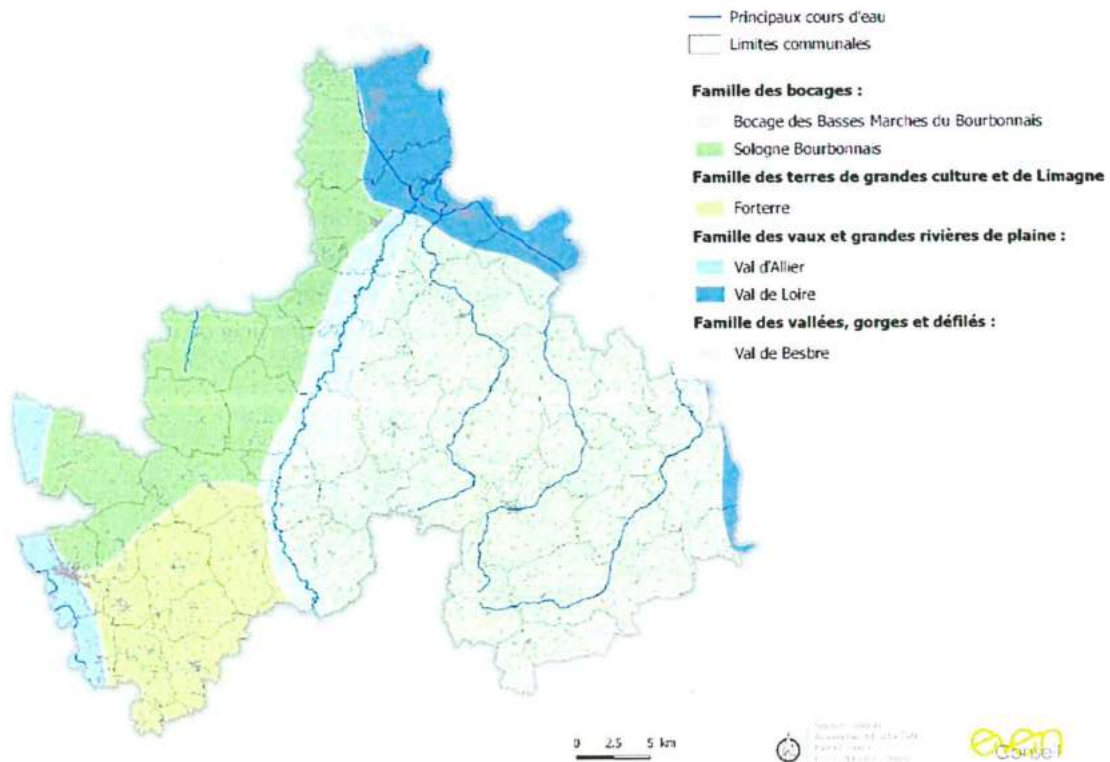 Principaux cours d'eau
Limites communales
Famille des bocages :
Bocage des Basses Marches du Bourbonnais
Sologne Bourbonnais
Famille des terres de grandes culture et de Limagne
Forterre
Famille des vaux et grandes rivières de plaine :
Val d'Allier
Val de Loire
Famille des vallées, gorges et défilés :
Val de Besbre
0 2.5 5 km
even
Conseil